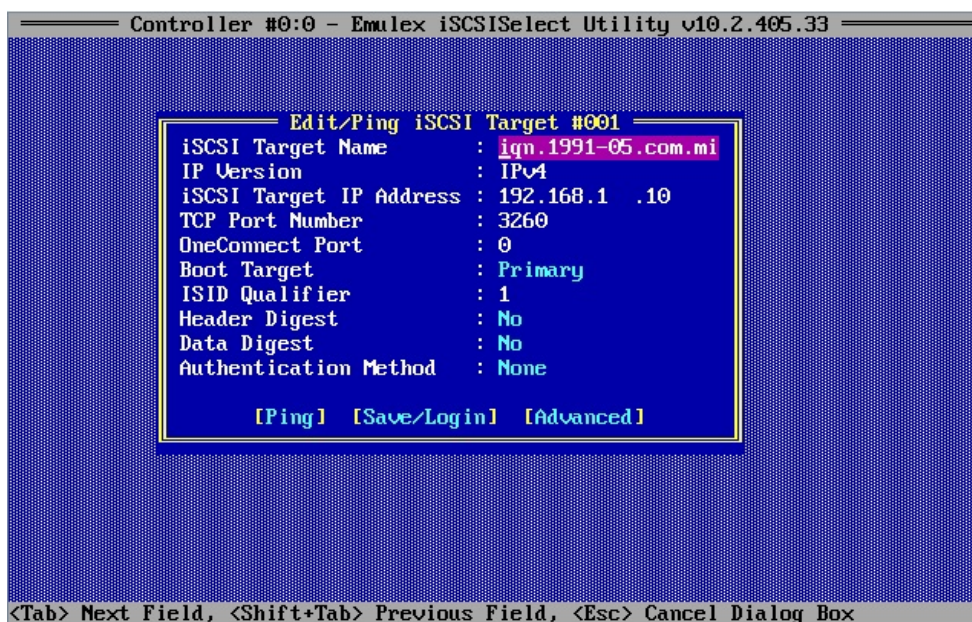 Controller #0:0 - Emulex iSCSISelect Utility v10.2.405.33
Edit/Ping iSCSI Target #001
iSCSI Target Name : iqn.1991-05.com.mi
IP Version : IPv4
iSCSI Target IP Address : 192.168.1 .10
TCP Port Number : 3260
OneConnect Port : 0
Boot Target : Primary
ISID Qualifier : 1
Header Digest : No
Data Digest : No
Authentication Method : None
[Ping] [Save/Login] [Advanced]
<Tab> Next Field, <Shift+Tab> Previous Field, <Esc> Cancel Dialog Box